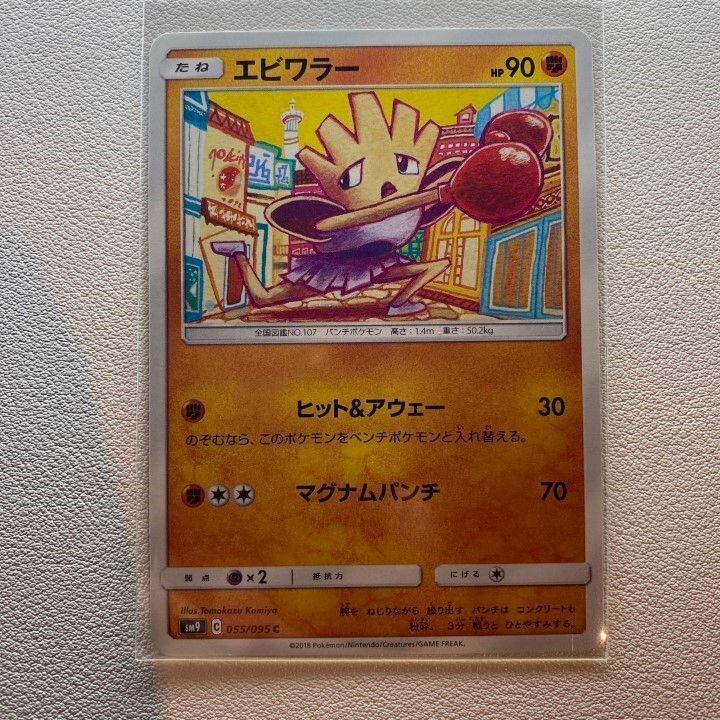 たね エビワラー HP90
全国図鑑NO.107 パンチポケモン 高さ:1.4m 重さ:50.2kg
ヒット&アウェー 30
のぞむなら、このポケモンをベンチポケモンと入れ替える。
マグナムパンチ 70
弱点 ×2 抵抗力 にげる
Illus.Tomokazu Komiya
腕を ねじりながら 繰り出す パンチは コンクリートも
SM9 C 055/095 C
粉砕。 3分 戦うと ひとやすみする。
©2018 Pokémon/Nintendo/Creatures/GAME FREAK.